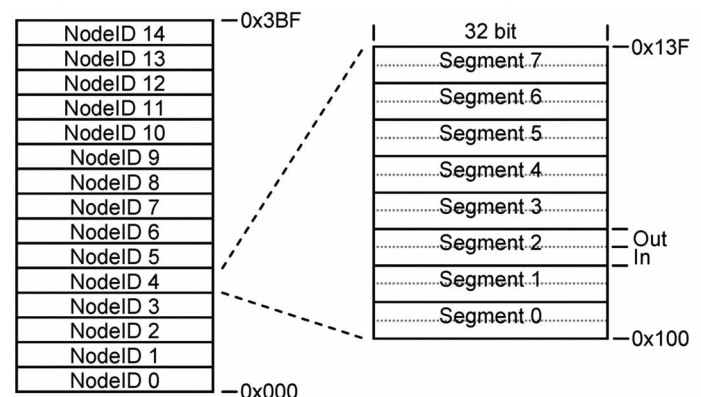 0x3BF
NodeID 14
NodeID 13
NodeID 12
NodeID 11
NodeID 10
NodeID 9
NodeID 8
NodeID 7
NodeID 6
NodeID 5
NodeID 4
NodeID 3
NodeID 2
NodeID 1
NodeID 0
0x000
32 bit
0x13F
Segment 7
Segment 6
Segment 5
Segment 4
Segment 3
Segment 2
Out
In
Segment 1
Segment 0
0x100